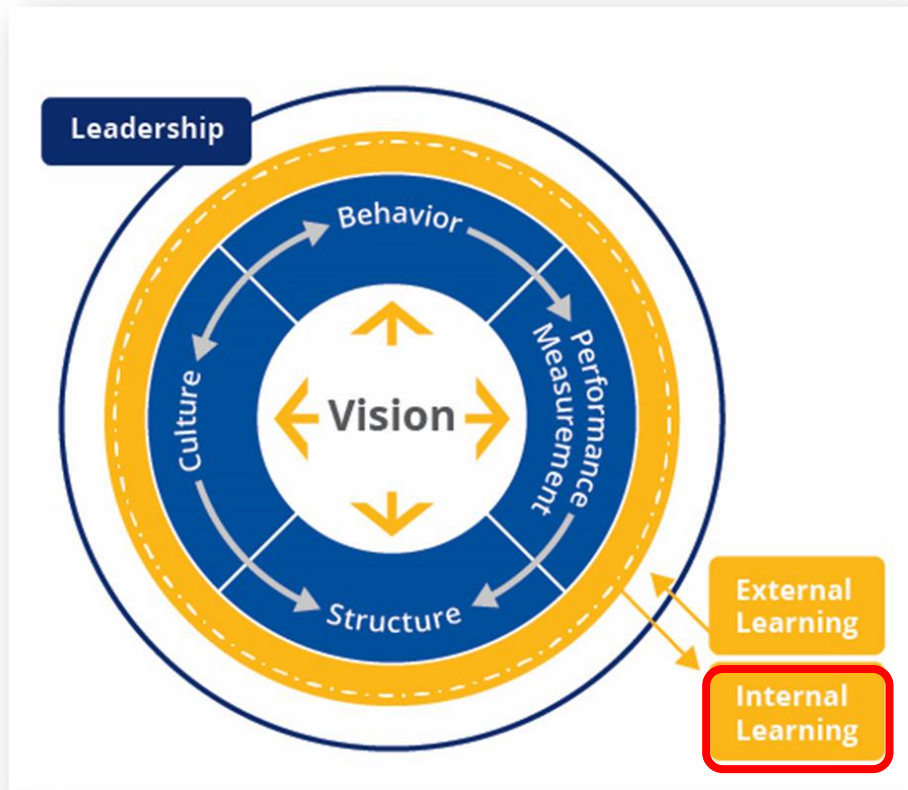 Leadership
Behavior
Performance
Measurement
Culture
Vision
Structure
External
Learning
Internal
Learning